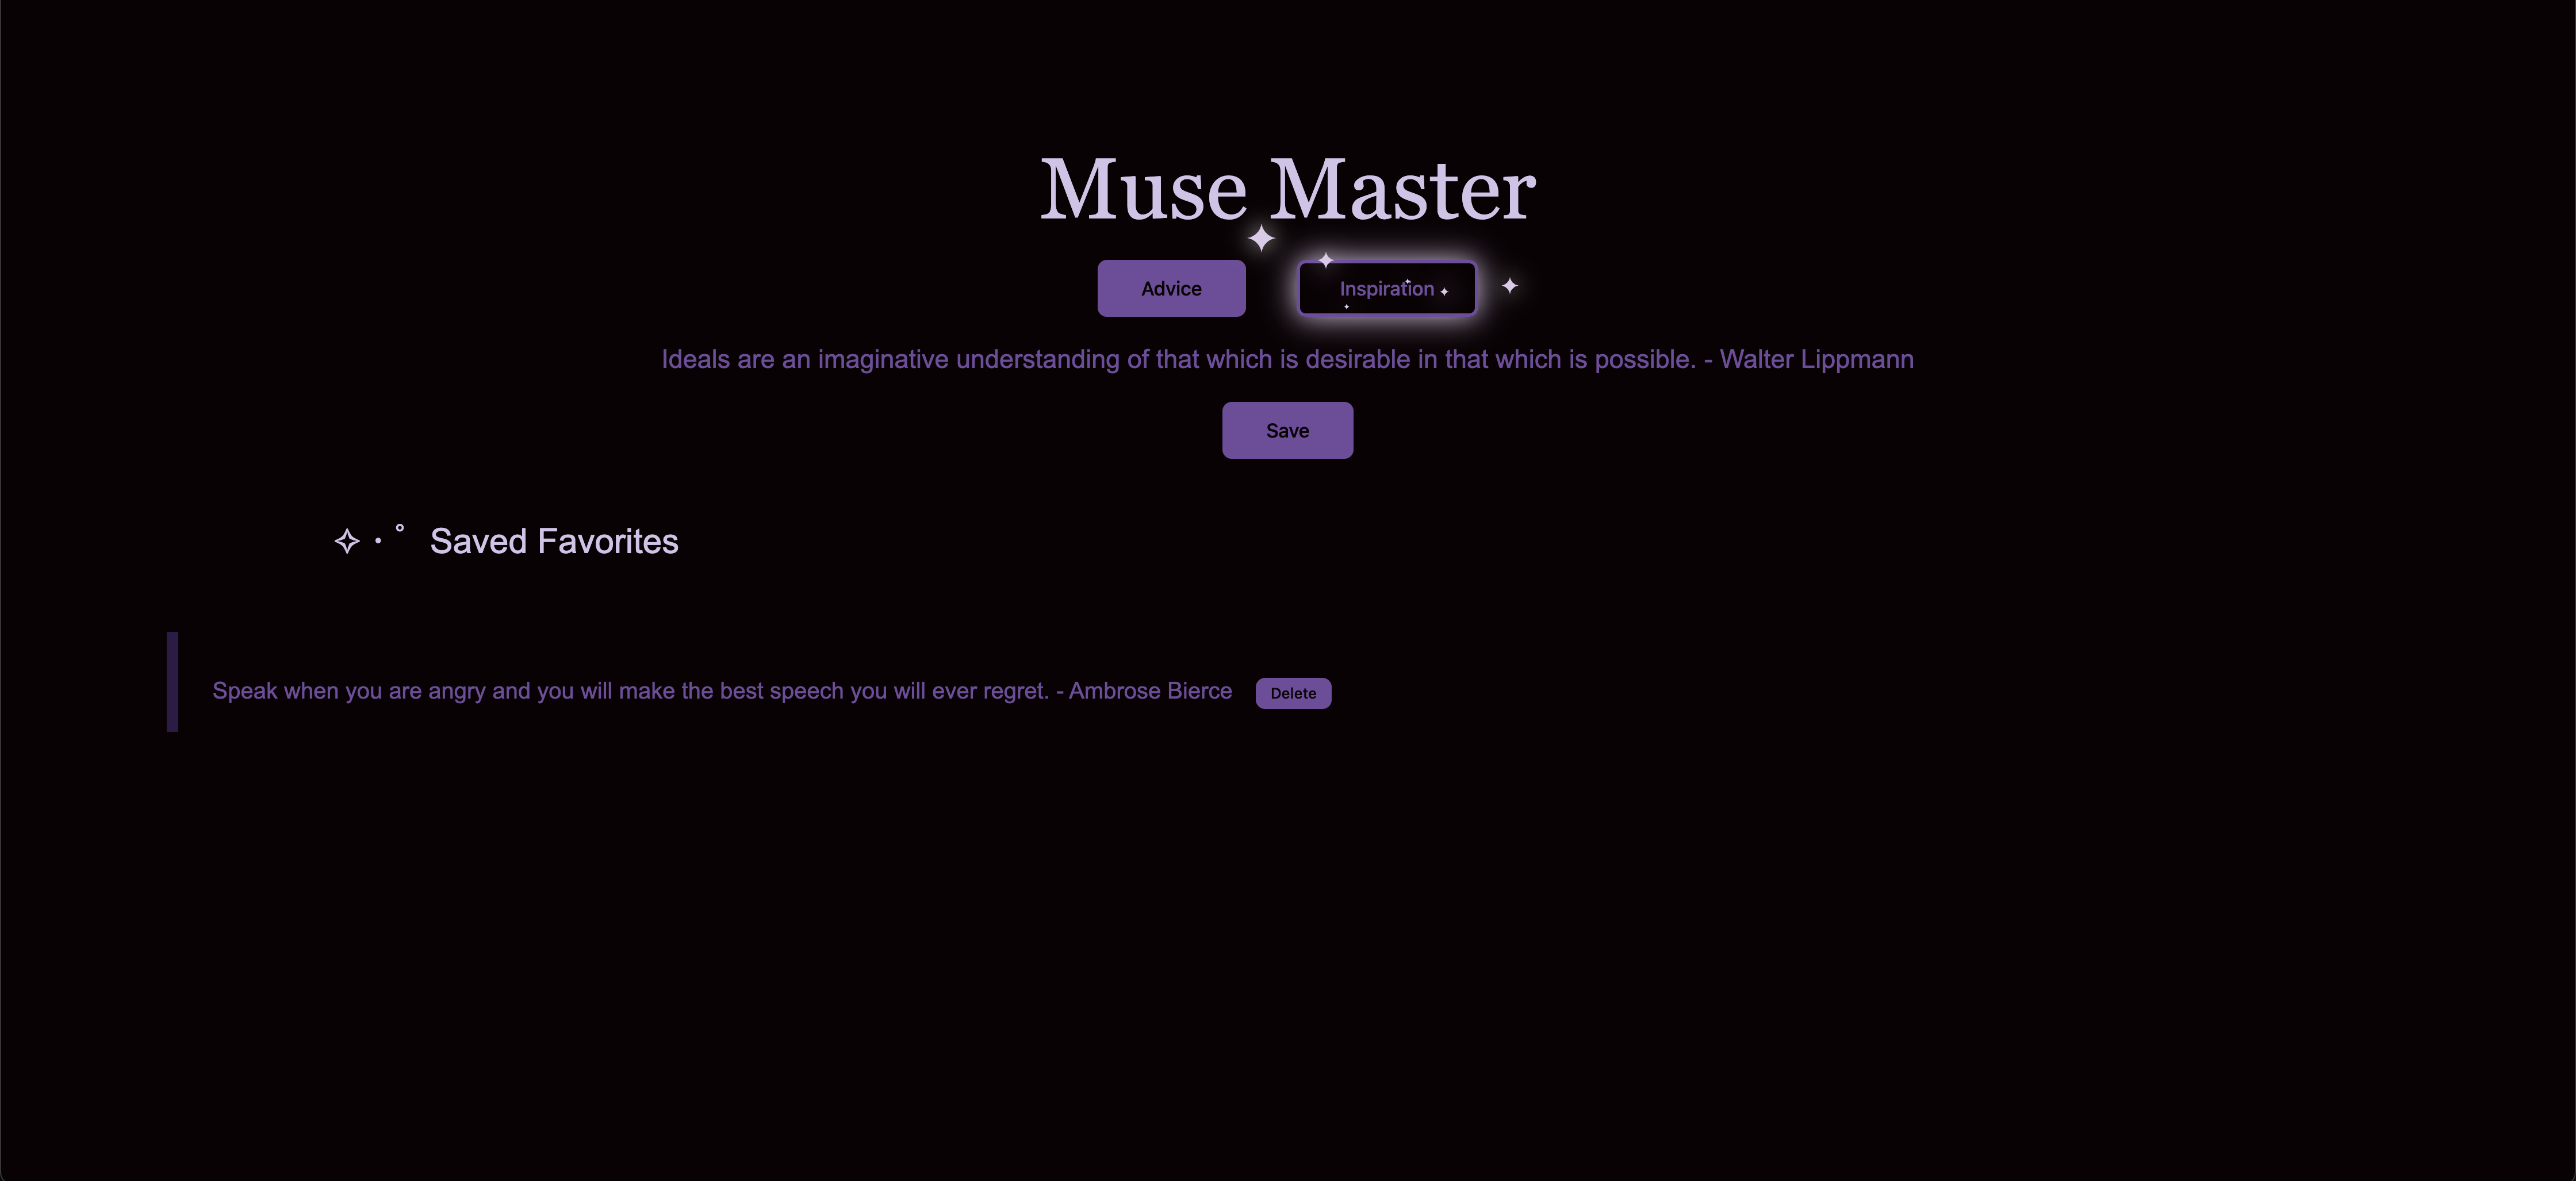 Muse Master
Advice
Inspiration
Ideals are an imaginative understanding of that which is desirable in that which is possible. - Walter Lippmann
Save
Saved Favorites
Speak when you are angry and you will make the best speech you will ever regret. - Ambrose Bierce
Delete